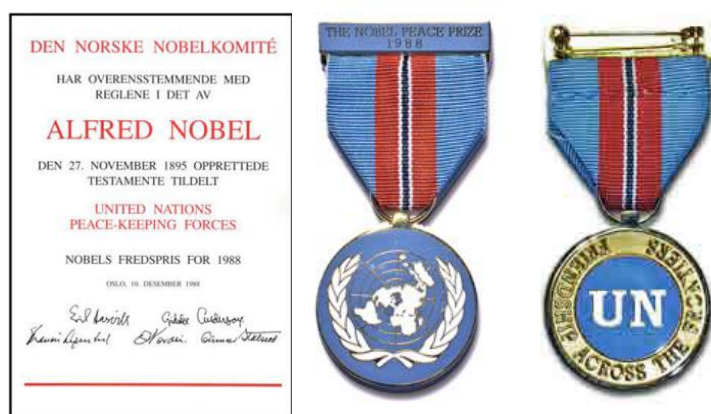 DEN NORSKE NOBELKOMITÉ
HAR OVERENSSTEMMENDE MED
REGLENE I DET AV
ALFRED NOBEL
DEN 27. NOVEMBER 1895 OPPRETTEDE
TESTAMENTE TILDELT
UNITED NATIONS
PEACE-KEEPING FORCES
NOBELS FREDSPRIS FOR 1988
OSLO, 10. DESEMBER 1988
THE NOBEL PEACE PRIZE
1988
UN
FRIENDSHIP ACROSS THE FRONTIERS